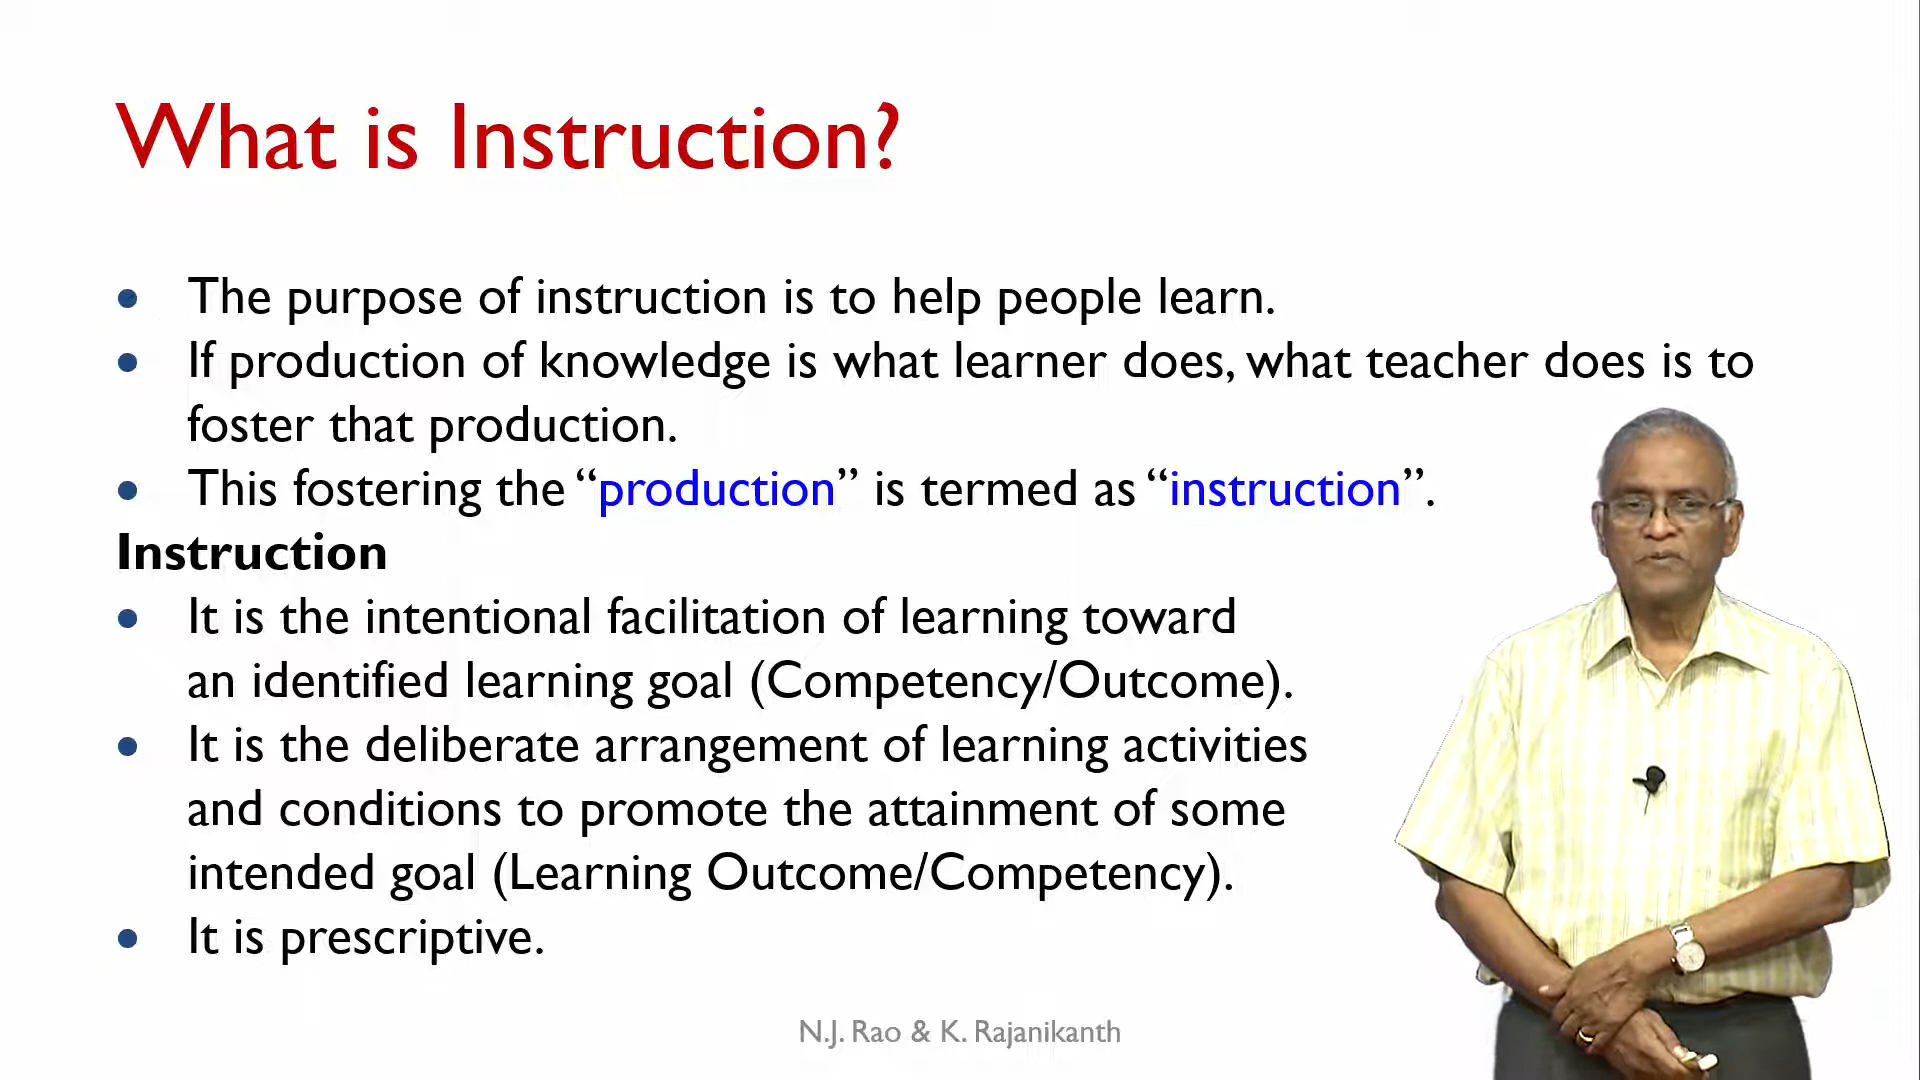 What is Instruction?
• The purpose of instruction is to help people learn.
• If production of knowledge is what learner does, what teacher does is to
foster that production.
• This fostering the “production” is termed as “instruction”.
Instruction
• It is the intentional facilitation of learning toward
an identified learning goal (Competency/Outcome).
• It is the deliberate arrangement of learning activities
and conditions to promote the attainment of some
intended goal (Learning Outcome/Competency).
• It is prescriptive.
N.J. Rao & K. Rajanikanth